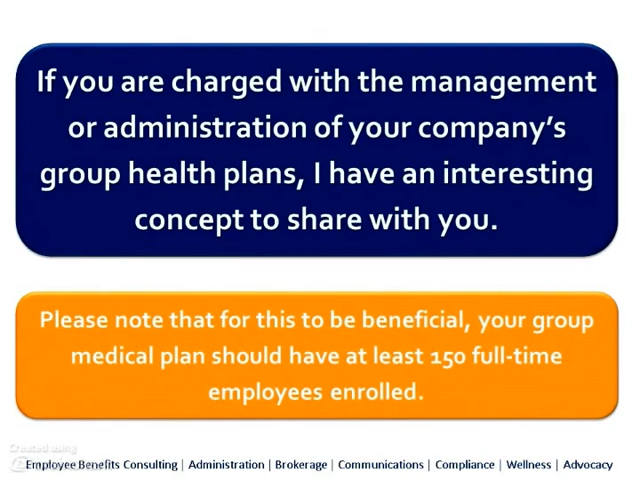 If you are charged with the management
or administration of your company's
group health plans, I have an interesting
concept to share with you.
Please note that for this to be beneficial, your group
medical plan should have at least 150 full-time
employees enrolled.
Created using
Employee Benefits Consulting | Administration | Brokerage | Communications | Compliance | Wellness | Advocacy